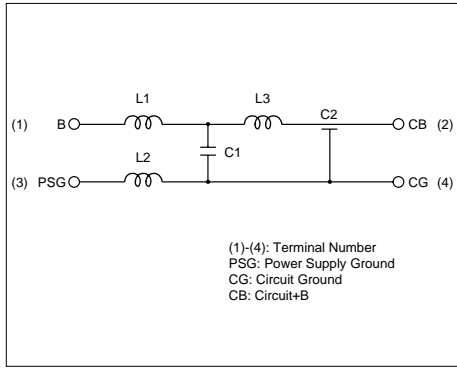 L1
L3
C2
(1) B
CB (2)
C1
L2
(3) PSG
CG (4)
(1)-(4): Terminal Number
PSG: Power Supply Ground
CG: Circuit Ground
CB: Circuit+B